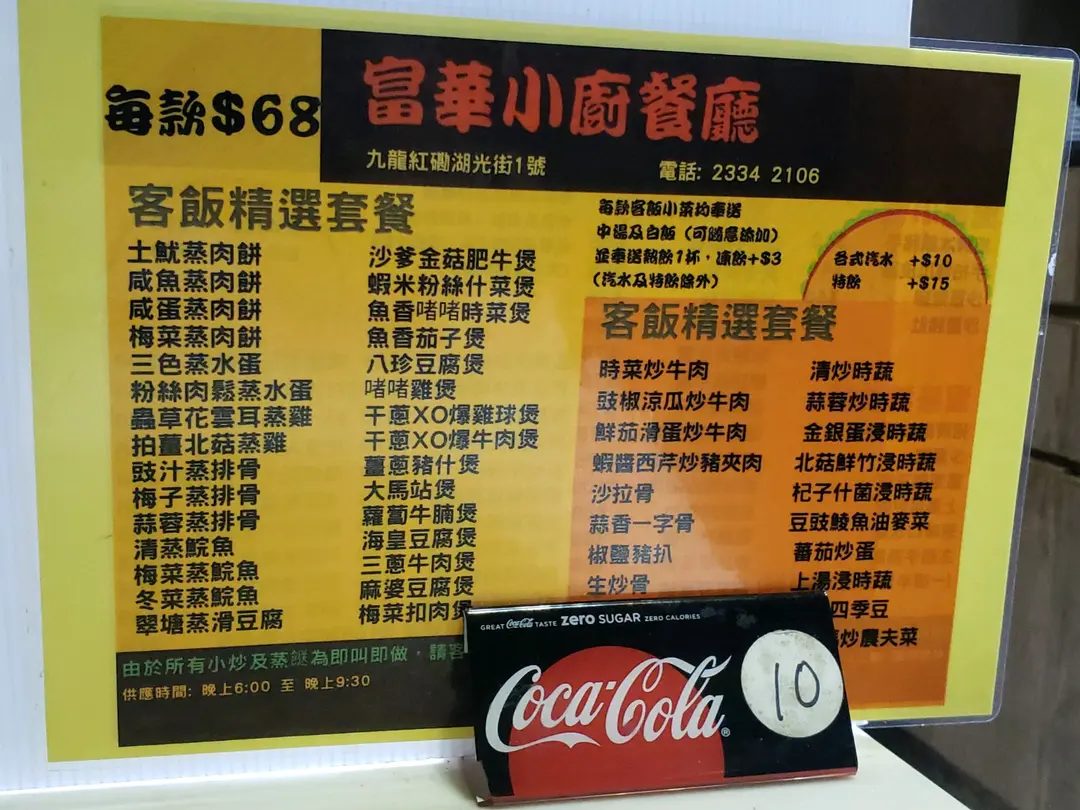 每款$68
富華小廚餐廳
九龍紅磡湖光街1號
電話: 2334 2106
客飯精選套餐
土魷蒸肉餅
咸魚蒸肉餅
咸蛋蒸肉餅
梅菜蒸肉餅
三色蒸水蛋
粉絲肉鬆蒸水蛋
蟲草花雲耳蒸雞
拍薑北菇蒸雞
豉汁蒸排骨
梅子蒸排骨
蒜蓉蒸排骨
清蒸鯇魚
梅菜蒸鯇魚
冬菜蒸鯇魚
翠塘蒸滑豆腐
沙爹金菇肥牛煲
蝦米粉絲什菜煲
魚香啫啫時菜煲
魚香茄子煲
八珍豆腐煲
啫啫雞煲
干蔥XO爆雞球煲
干蔥XO爆牛肉煲
薑蔥豬什煲
大馬站煲
蘿蔔牛腩煲
海皇豆腐煲
三蔥牛肉煲
麻婆豆腐煲
梅菜扣肉煲
每款客飯小菜均奉送
中湯及白飯（可隨意添加）
並奉送熱飲1杯，凍飲+$3
（汽水及特飲除外）
各式汽水 +$10
特飲 +$15
客飯精選套餐
時菜炒牛肉
豉椒涼瓜炒牛肉
鮮茄滑蛋炒牛肉
蝦醬西芹炒豬夾肉
沙拉骨
蒜香一字骨
椒鹽豬扒
生炒骨
清炒時蔬
蒜蓉炒時蔬
金銀蛋浸時蔬
北菇鮮竹浸時蔬
杞子什菌浸時蔬
豆豉鯪魚油麥菜
蕃茄炒蛋
上湯浸時蔬
四季豆
炒農夫菜
由於所有小炒及蒸餸為即叫即做，請客
供應時間: 晚上6:00 至 晚上9:30
GREAT Coca-Cola TASTE zero SUGAR ZERO CALORIES
Coca-Cola
10